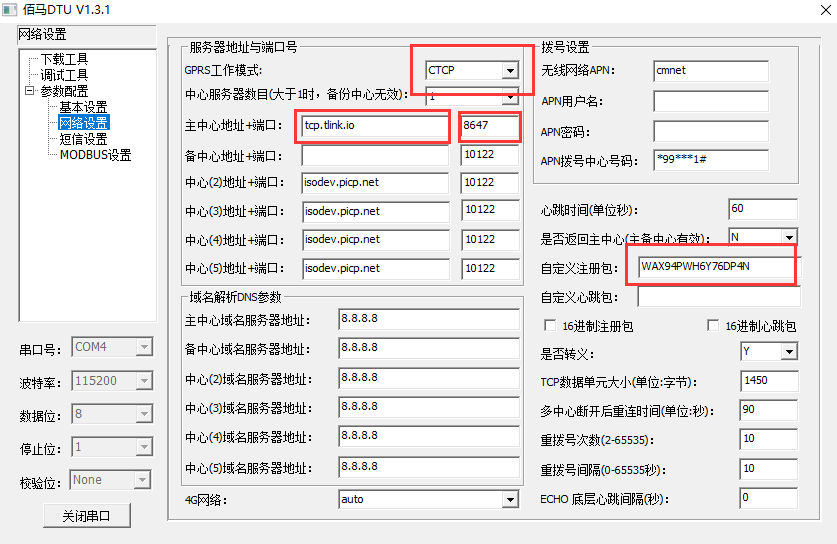 佰马DTU V1.3.1
网络设置
下载工具
调试工具
参数配置
基本设置
网络设置
短信设置
MODBUS设置
串口号: COM4
波特率: 115200
数据位: 8
停止位: 1
校验位: None
关闭串口
服务器地址与端口号
GPRS工作模式: CTCP
中心服务器数目(大于1时，备份中心无效): 1
主中心地址+端口: tcp.tlink.io 8647
备中心地址+端口: 10122
中心(2)地址+端口: isodev.picp.net 10122
中心(3)地址+端口: isodev.picp.net 10122
中心(4)地址+端口: isodev.picp.net 10122
中心(5)地址+端口: isodev.picp.net 10122
域名解析DNS参数
主中心域名服务器地址: 8.8.8.8
备中心域名服务器地址: 8.8.8.8
中心(2)域名服务器地址: 8.8.8.8
中心(3)域名服务器地址: 8.8.8.8
中心(4)域名服务器地址: 8.8.8.8
中心(5)域名服务器地址: 8.8.8.8
4G网络: auto
拨号设置
无线网络APN: cmnet
APN用户名:
APN密码:
APN拨号中心号码: *99***1#
心跳时间(单位秒): 60
是否返回主中心(主备中心有效): N
自定义注册包: WAX94PWH6Y76DP4N
自定义心跳包:
16进制注册包 16进制心跳包
是否转义: Y
TCP数据单元大小(单位:字节): 1450
多中心断开后重连时间(单位:秒): 90
重拨号次数(2-65535): 10
重拨号间隔(0-65535秒): 10
ECHO 底层心跳间隔(秒): 0